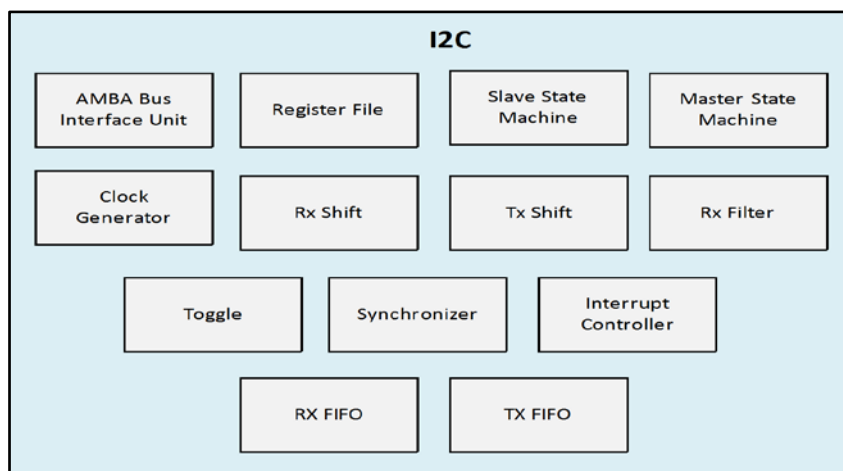 I2C
AMBA Bus
Interface Unit
Register File
Slave State
Machine
Master State
Machine
Clock
Generator
Rx Shift
Tx Shift
Rx Filter
Toggle
Synchronizer
Interrupt
Controller
RX FIFO
TX FIFO